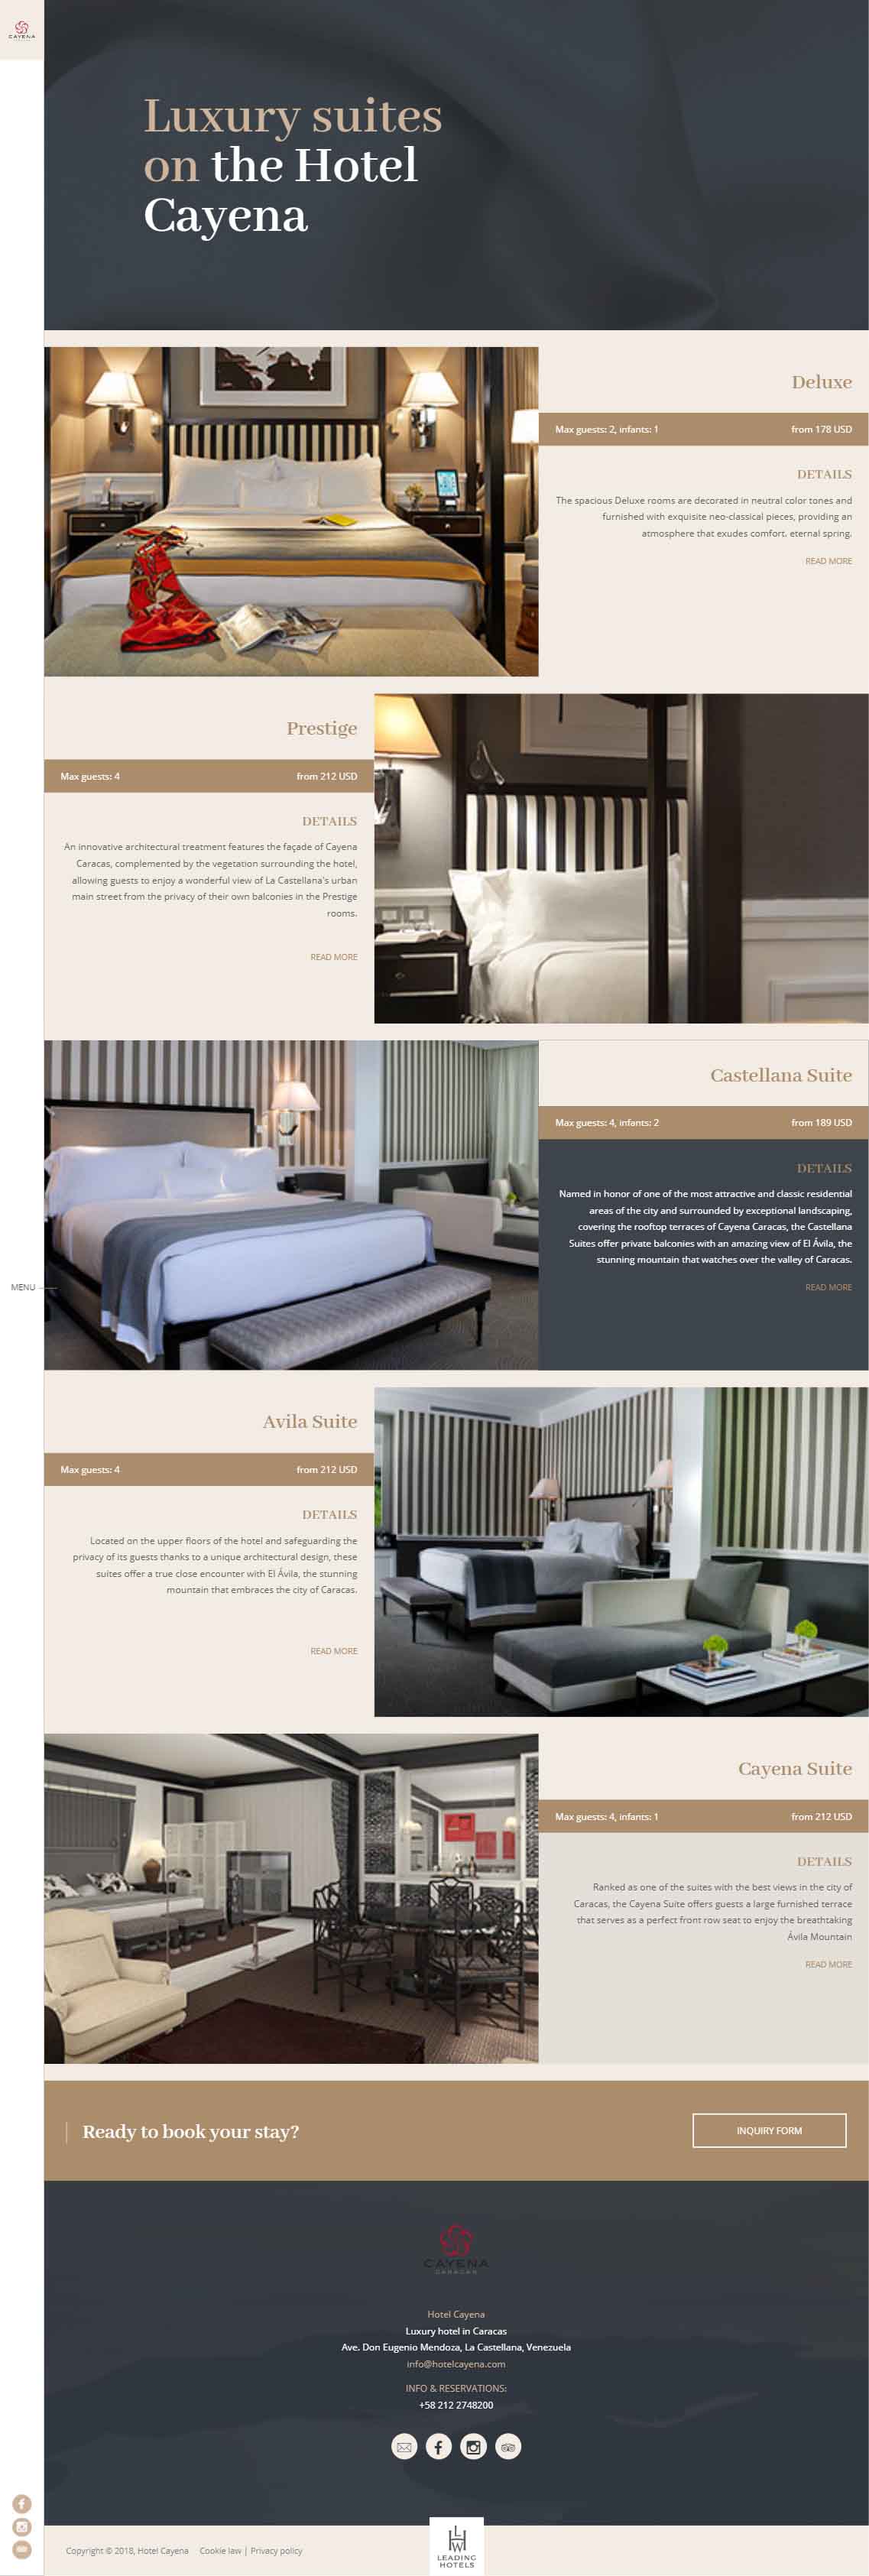 CAYENA
Luxury suites
on the Hotel
Cayena
Deluxe
Max guests: 2, infants: 1
from 178 USD
DETAILS
The spacious Deluxe rooms are decorated in neutral color tones and
furnished with exquisite neo-classical pieces, providing an
atmosphere that exudes comfort. eternal spring.
READ MORE
Prestige
Max guests: 4
from 212 USD
DETAILS
An innovative architectural treatment features the façade of Cayena
Caracas, complemented by the vegetation surrounding the hotel,
allowing guests to enjoy a wonderful view of La Castellana's urban
main street from the privacy of their own balconies in the Prestige
rooms.
READ MORE
Castellana Suite
Max guests: 4, infants: 2
from 189 USD
DETAILS
Named in honor of one of the most attractive and classic residential
areas of the city and surrounded by exceptional landscaping,
covering the rooftop terraces of Cayena Caracas, the Castellana
Suites offer private balconies with an amazing view of El Ávila, the
stunning mountain that watches over the valley of Caracas.
MENU
READ MORE
Avila Suite
Max guests: 4
from 212 USD
DETAILS
Located on the upper floors of the hotel and safeguarding the
privacy of its guests thanks to a unique architectural design, these
suites offer a true close encounter with El Ávila, the stunning
mountain that embraces the city of Caracas.
READ MORE
Cayena Suite
Max guests: 4, infants: 1
from 212 USD
DETAILS
Ranked as one of the suites with the best views in the city of
Caracas, the Cayena Suite offers guests a large furnished terrace
that serves as a perfect front row seat to enjoy the breathtaking
Ávila Mountain
READ MORE
Ready to book your stay?
INQUIRY FORM
CAYENA
CARACAS
Hotel Cayena
Luxury hotel in Caracas
Ave. Don Eugenio Mendoza, La Castellana, Venezuela
info@hotelcayena.com
INFO & RESERVATIONS:
+58 212 2748200
Copyright © 2018, Hotel Cayena
Cookie law | Privacy policy
LHW
LEADING
HOTELS